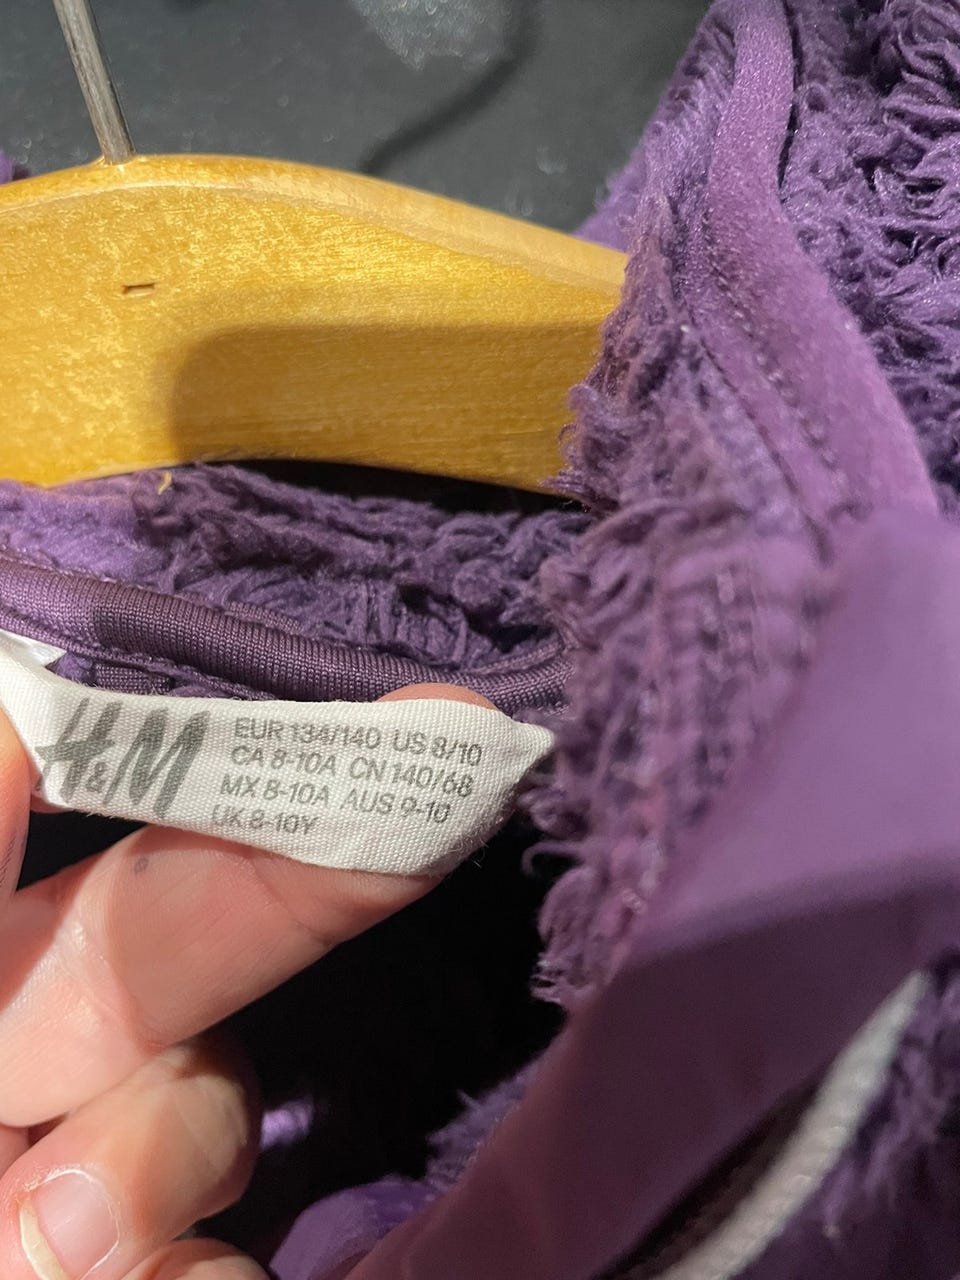 H&M
EUR 134/140 US 8/10
CA 8-10A CN 140/68
MX 8-10A AUS 9-10
UK 8-10Y